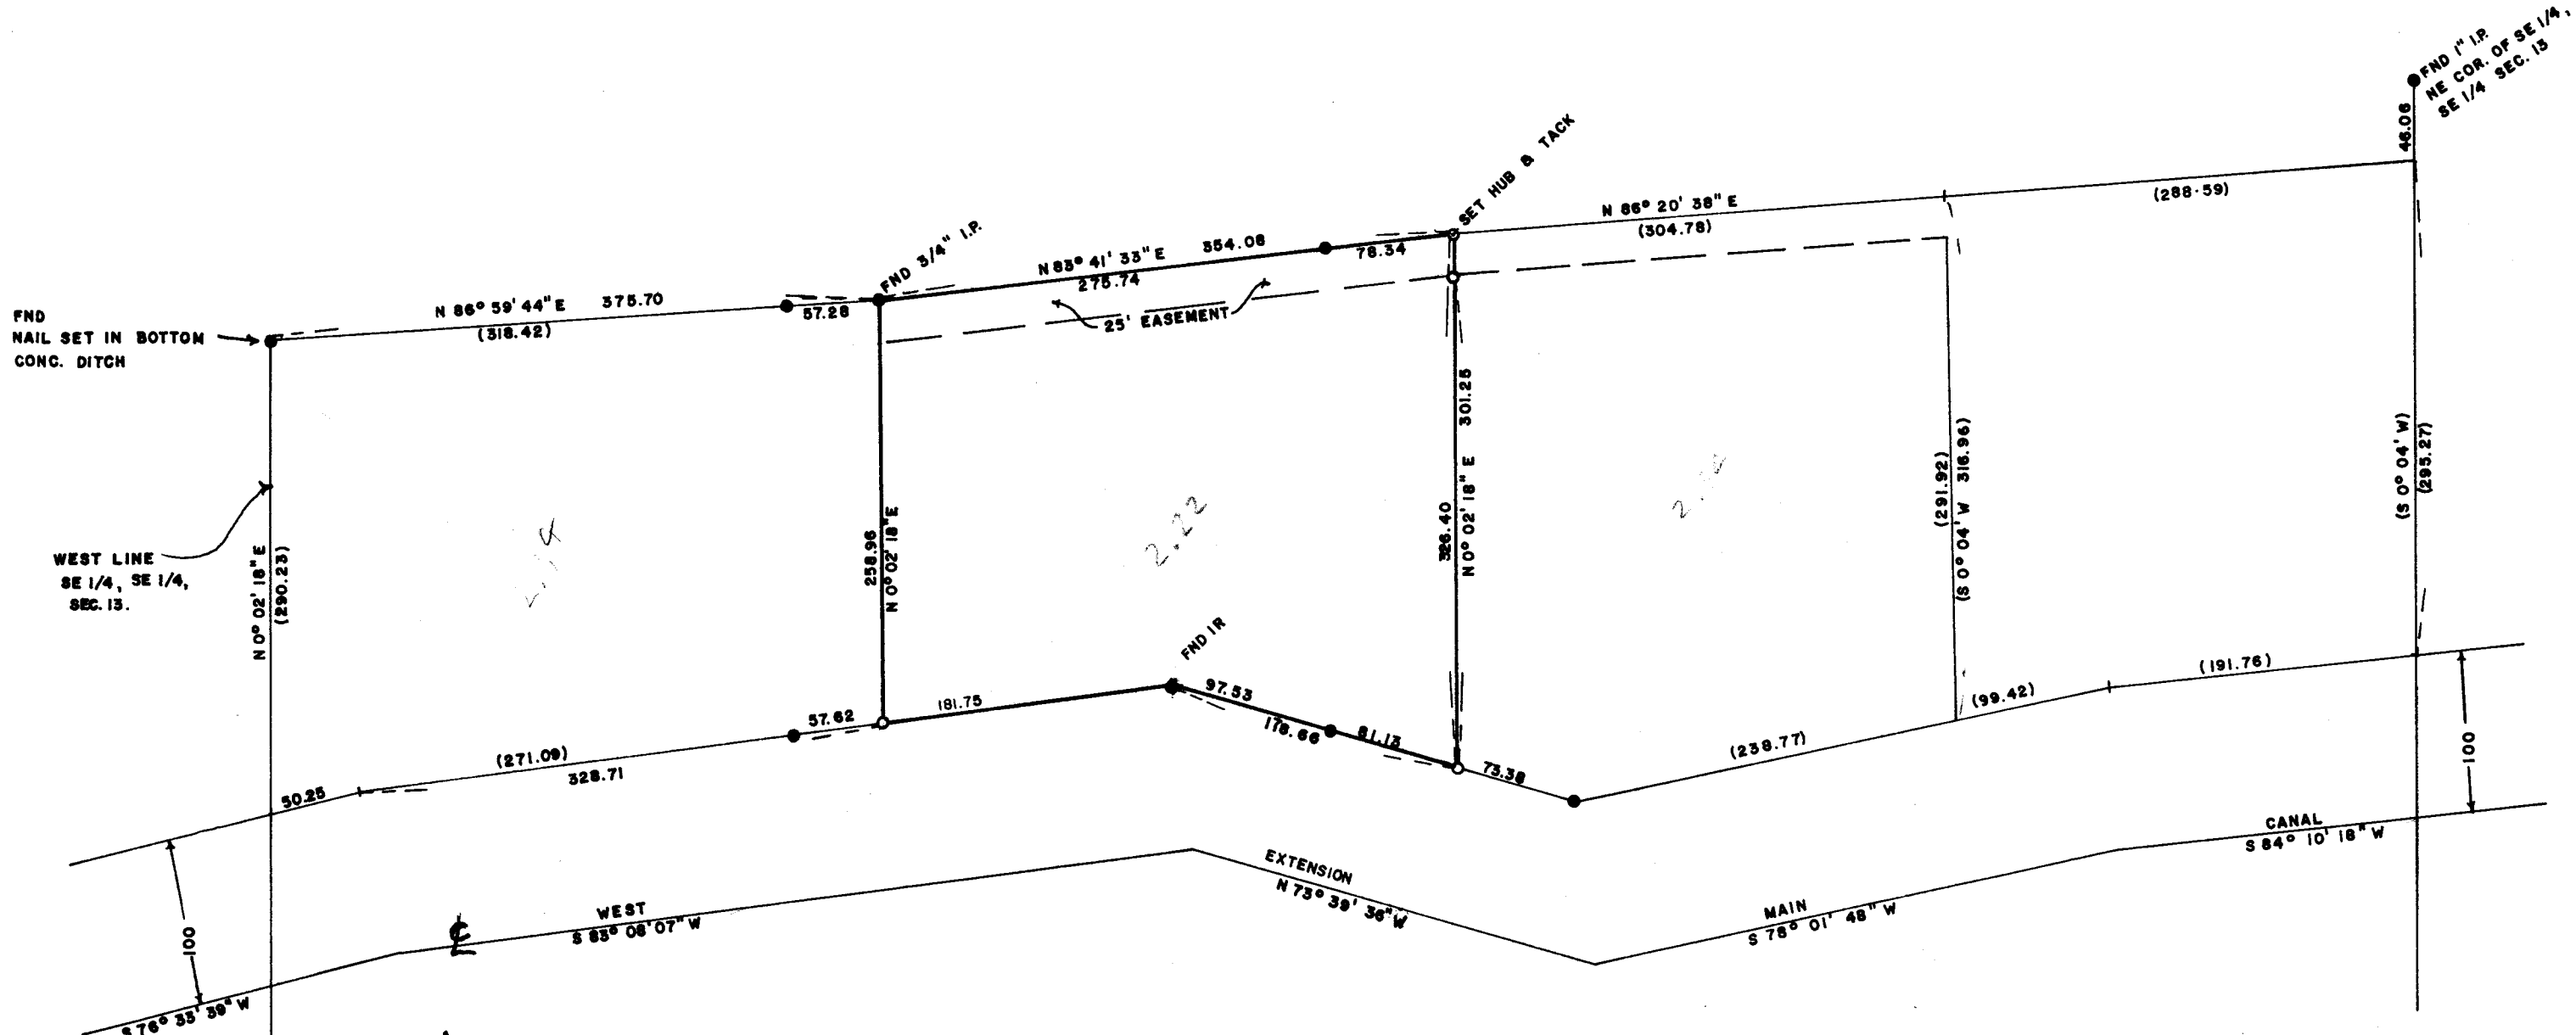 FND 1" I.P.
NE COR. OF SE 1/4,
SE 1/4 SEC. 13
46.06
SET HUB & TACK
(288.59)
N 86° 20' 38" E
(304.78)
FND 3/4" I.P.
N 83° 41' 33" E 354.08
275.74
78.34
25' EASEMENT
N 86° 59' 44" E 375.70
(318.42)
57.28
FND
NAIL SET IN BOTTOM
CONC. DITCH
WEST LINE
SE 1/4, SE 1/4,
SEC. 13.
N 0° 02' 18" E
(290.23)
258.96
N 0° 02' 18" E
2.22
326.40
N 0° 02' 18" E 301.25
(291.92)
(S 0° 04' W 316.96)
(S 0° 04' W)
(295.27)
FND IR
57.62
181.75
97.53
178.66
81.13
73.38
(238.77)
(99.42)
(191.76)
100
50.25
(271.09)
328.71
100
S 76° 33' 39" W
℄
WEST
S 83° 08' 07" W
EXTENSION
N 73° 39' 36" W
MAIN
S 78° 01' 48" W
CANAL
S 84° 10' 18" W